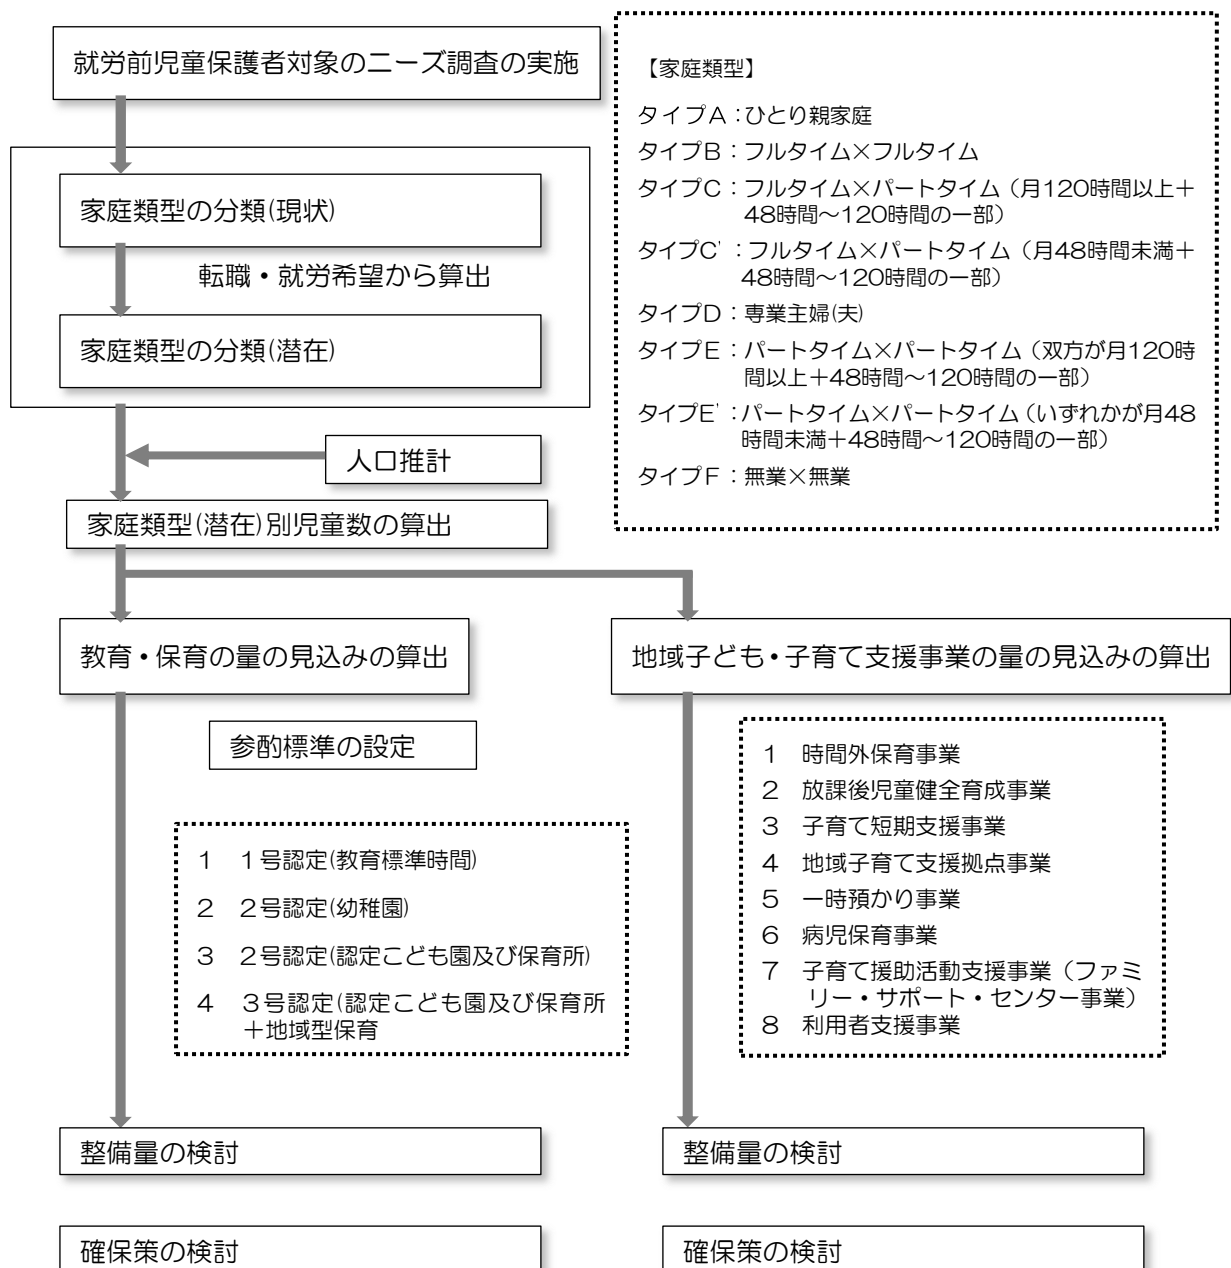 就労前児童保護者対象のニーズ調査の実施
家庭類型の分類(現状)
転職・就労希望から算出
家庭類型の分類(潜在)
人口推計
家庭類型(潜在)別児童数の算出
【家庭類型】
タイプA：ひとり親家庭
タイプB：フルタイム×フルタイム
タイプC：フルタイム×パートタイム（月120時間以上＋
48時間～120時間の一部）
タイプC'：フルタイム×パートタイム（月48時間未満＋
48時間～120時間の一部）
タイプD：専業主婦(夫)
タイプE：パートタイム×パートタイム（双方が月120時
間以上＋48時間～120時間の一部）
タイプE'：パートタイム×パートタイム（いずれかが月48
時間未満＋48時間～120時間の一部）
タイプF：無業×無業
教育・保育の量の見込みの算出
参酌標準の設定
1　1号認定(教育標準時間)
2　2号認定(幼稚園)
3　2号認定(認定こども園及び保育所)
4　3号認定(認定こども園及び保育所
＋地域型保育
整備量の検討
確保策の検討
地域子ども・子育て支援事業の量の見込みの算出
1　時間外保育事業
2　放課後児童健全育成事業
3　子育て短期支援事業
4　地域子育て支援拠点事業
5　一時預かり事業
6　病児保育事業
7　子育て援助活動支援事業（ファミ
リー・サポート・センター事業）
8　利用者支援事業
整備量の検討
確保策の検討